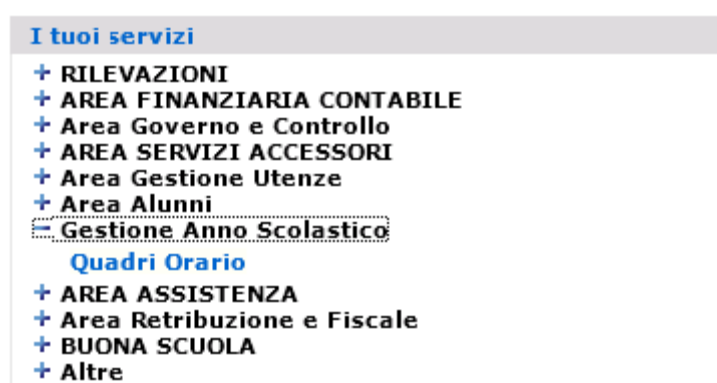 I tuoi servizi
+ RILEVAZIONI
+ AREA FINANZIARIA CONTABILE
+ Area Governo e Controllo
+ AREA SERVIZI ACCESSORI
+ Area Gestione Utenze
+ Area Alunni
− Gestione Anno Scolastico
Quadri Orario
+ AREA ASSISTENZA
+ Area Retribuzione e Fiscale
+ BUONA SCUOLA
+ Altre